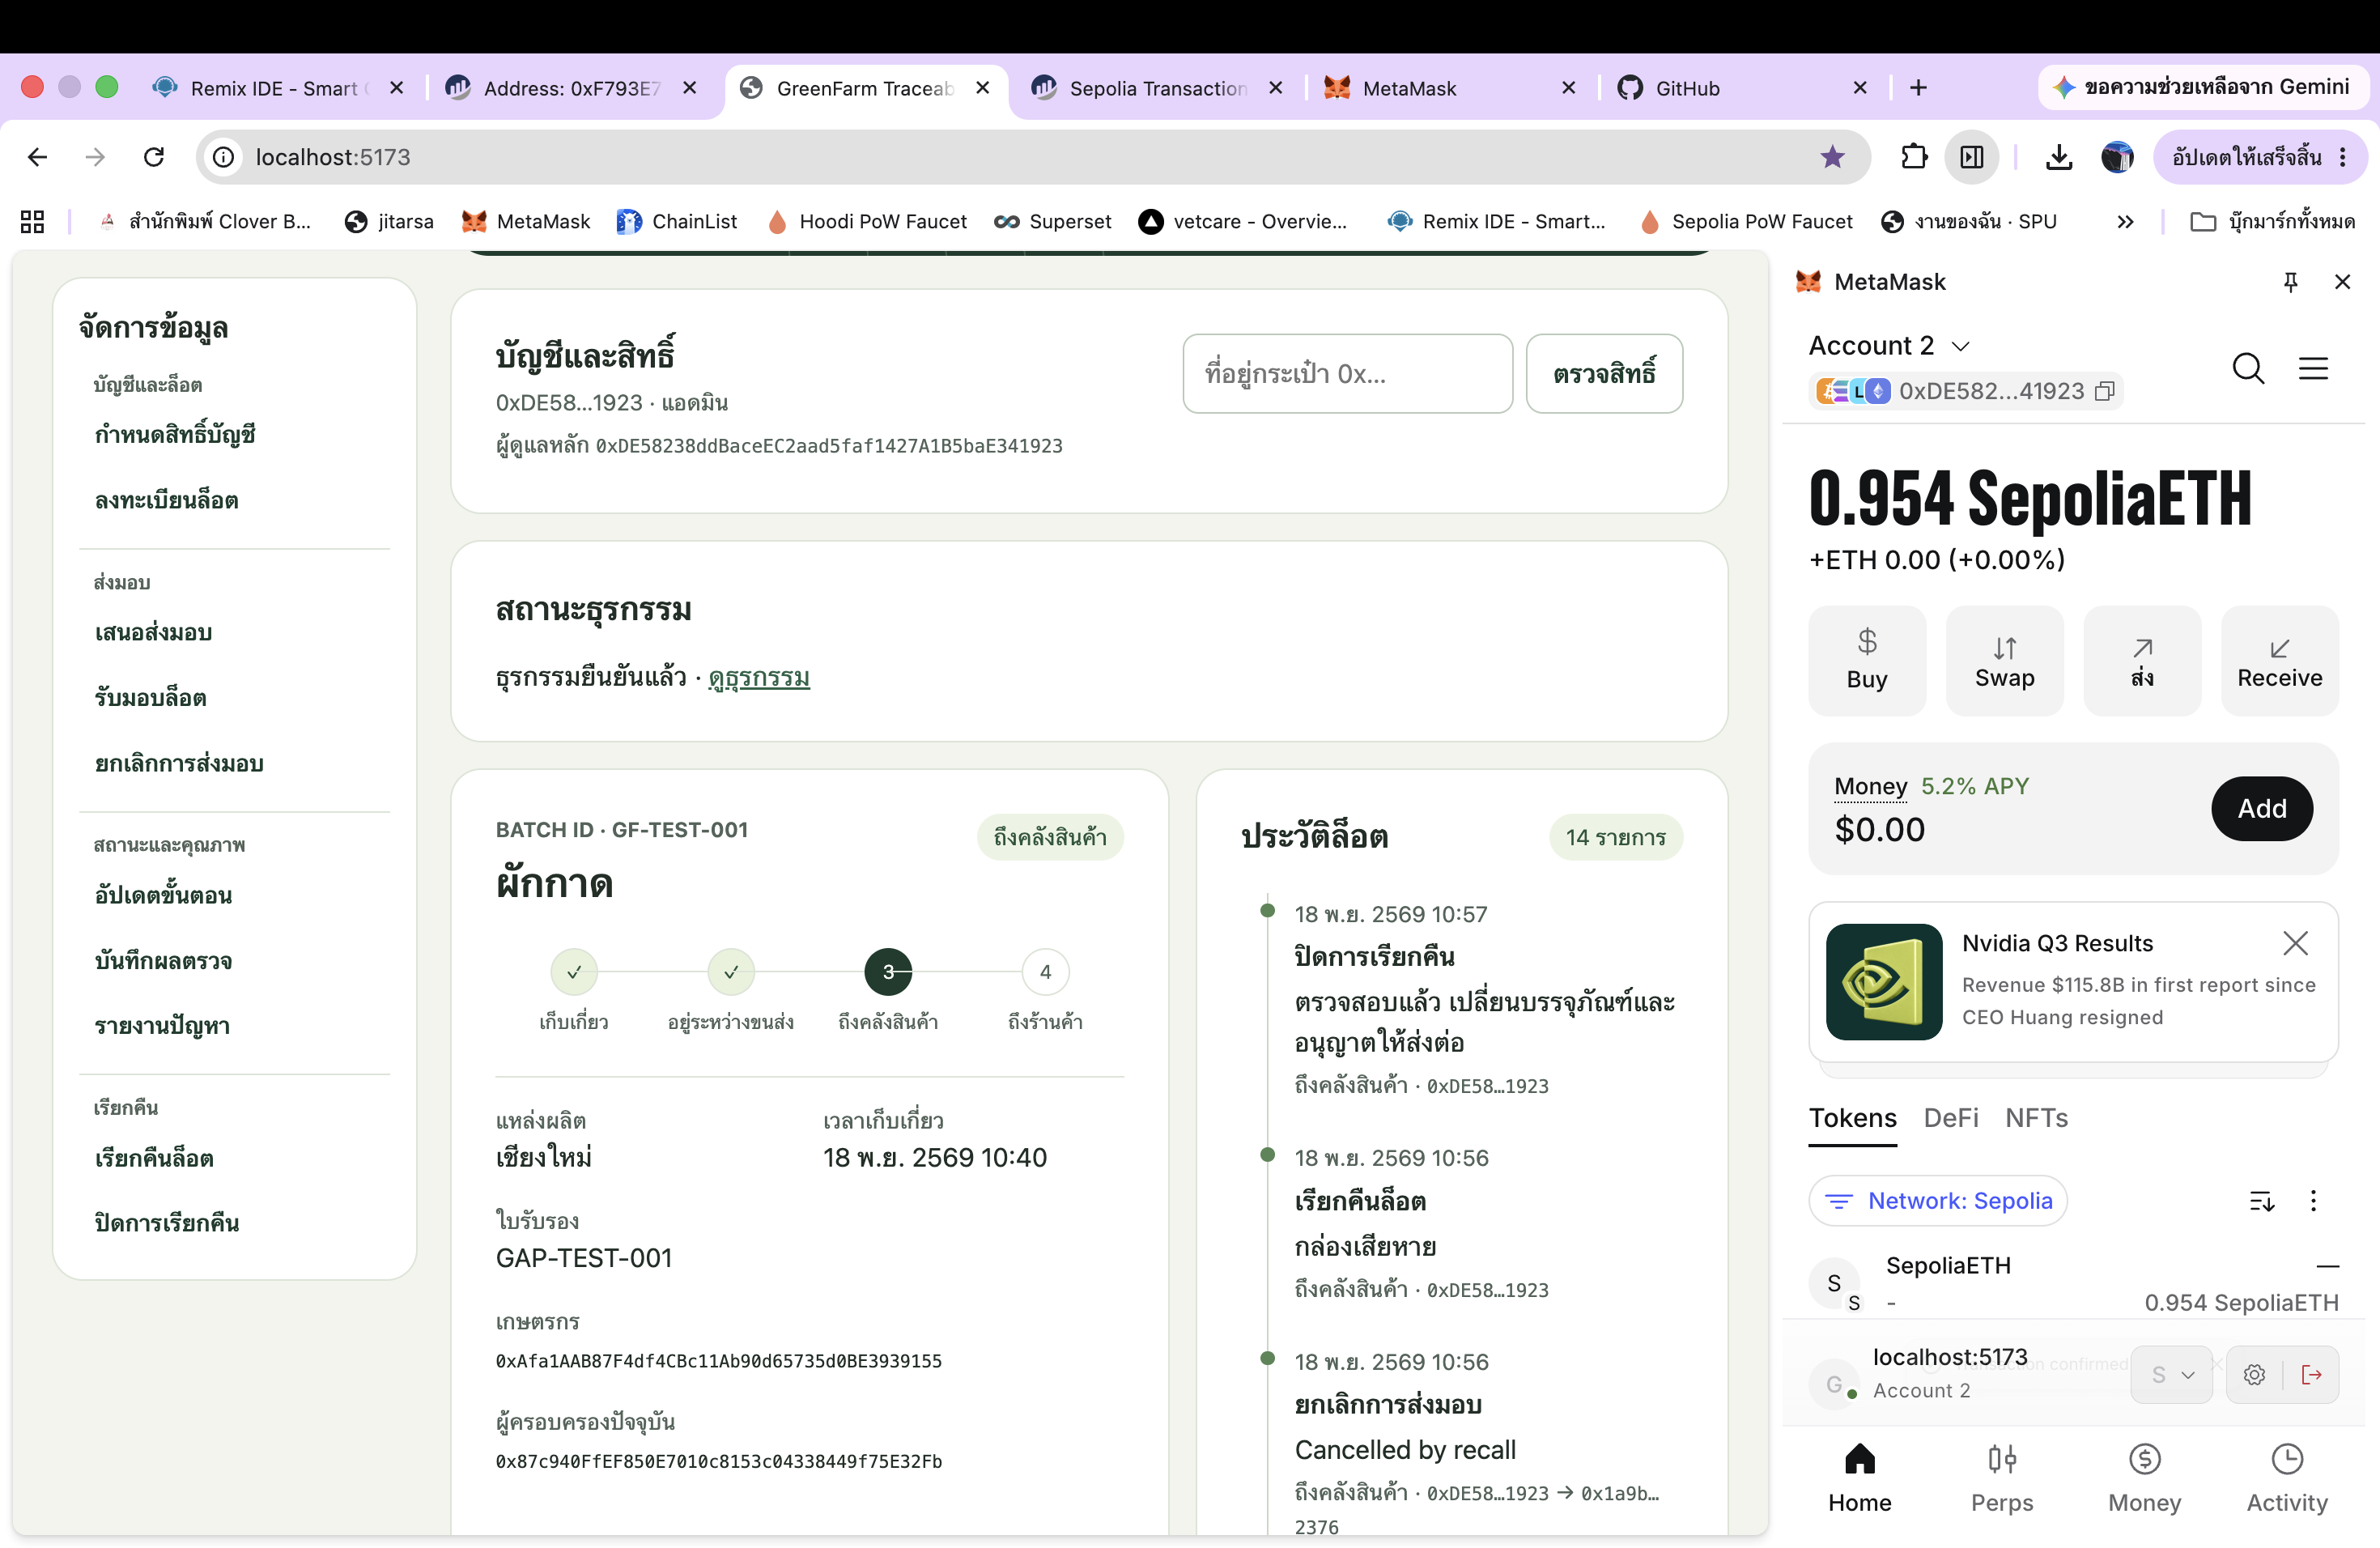 Remix IDE - Smart
Address: 0xF793E7
GreenFarm Traceab
Sepolia Transaction
MetaMask
GitHub
ขอความช่วยเหลือจาก Gemini
localhost:5173
อัปเดตให้เสร็จสิ้น
สำนักพิมพ์ Clover B...
jitarsa
MetaMask
ChainList
Hoodi PoW Faucet
Superset
vetcare - Overvie...
Remix IDE - Smart...
Sepolia PoW Faucet
งานของฉัน · SPU
บุ๊กมาร์กทั้งหมด
จัดการข้อมูล
บัญชีและล็อต
กำหนดสิทธิ์บัญชี
ลงทะเบียนล็อต
ส่งมอบ
เสนอส่งมอบ
รับมอบล็อต
ยกเลิกการส่งมอบ
สถานะและคุณภาพ
อัปเดตขั้นตอน
บันทึกผลตรวจ
รายงานปัญหา
เรียกคืน
เรียกคืนล็อต
ปิดการเรียกคืน
บัญชีและสิทธิ์
0xDE58...1923 · แอดมิน
ผู้ดูแลหลัก 0xDE58238ddBaceEC2aad5faf1427A1B5baE341923
ที่อยู่กระเป๋า 0x...
ตรวจสิทธิ์
สถานะธุรกรรม
ธุรกรรมยืนยันแล้ว · ดูธุรกรรม
BATCH ID · GF-TEST-001
ถึงคลังสินค้า
ผักกาด
3
4
เก็บเกี่ยว
อยู่ระหว่างขนส่ง
ถึงคลังสินค้า
ถึงร้านค้า
แหล่งผลิต
เชียงใหม่
เวลาเก็บเกี่ยว
18 พ.ย. 2569 10:40
ใบรับรอง
GAP-TEST-001
เกษตรกร
0xAfa1AAB87F4df4CBc11Ab90d65735d0BE3939155
ผู้ครอบครองปัจจุบัน
0x87c940FfEF850E7010c8153c04338449f75E32Fb
ประวัติล็อต
14 รายการ
18 พ.ย. 2569 10:57
ปิดการเรียกคืน
ตรวจสอบแล้ว เปลี่ยนบรรจุภัณฑ์และ
อนุญาตให้ส่งต่อ
ถึงคลังสินค้า · 0xDE58…1923
18 พ.ย. 2569 10:56
เรียกคืนล็อต
กล่องเสียหาย
ถึงคลังสินค้า · 0xDE58…1923
18 พ.ย. 2569 10:56
ยกเลิกการส่งมอบ
Cancelled by recall
ถึงคลังสินค้า · 0xDE58…1923 → 0x1a9b…
2376
MetaMask
Account 2
0xDE582...41923
0.954 SepoliaETH
+ETH 0.00 (+0.00%)
Buy
Swap
ส่ง
Receive
Money 5.2% APY
$0.00
Add
Nvidia Q3 Results
Revenue $115.8B in first report since
CEO Huang resigned
Tokens
DeFi
NFTs
Network: Sepolia
S
S
SepoliaETH
-
—
0.954 SepoliaETH
G
localhost:5173
Account 2
S
Home
Perps
Money
Activity